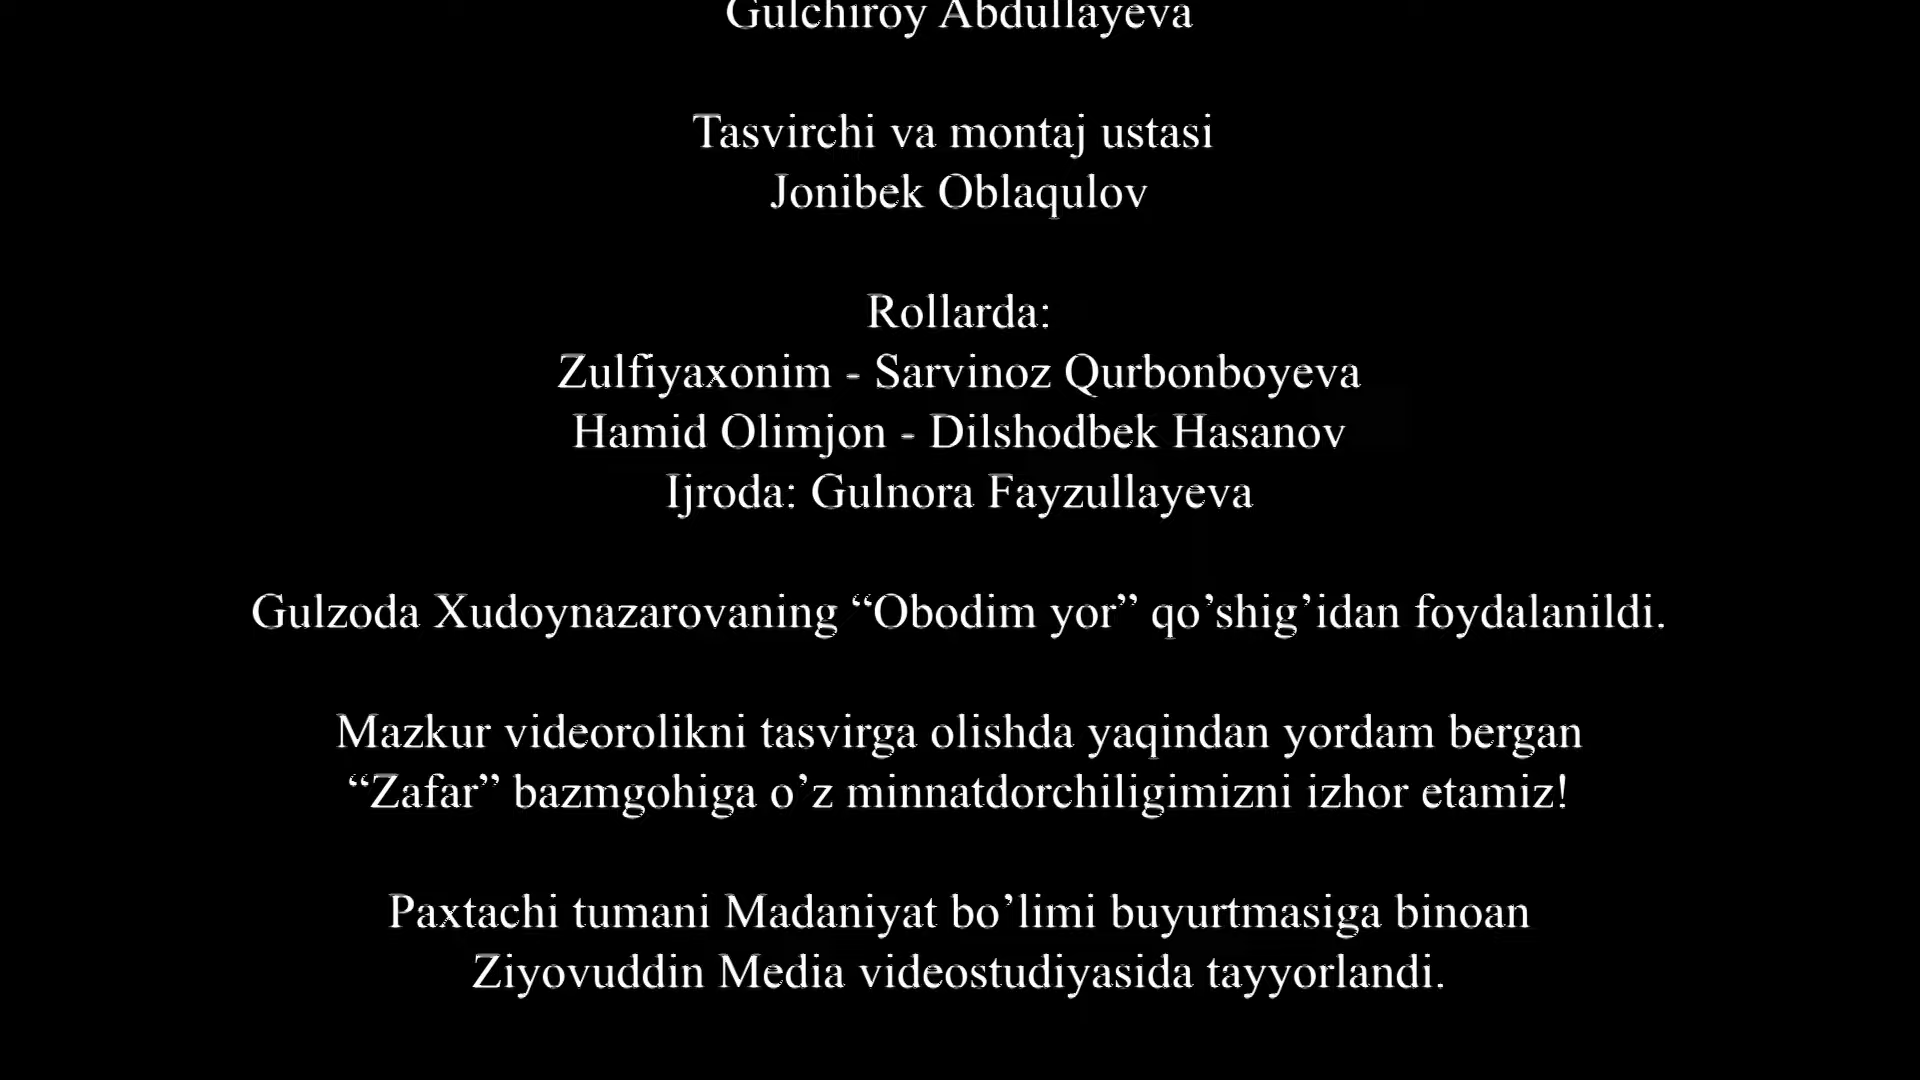 Gulchiroy Abdullayeva
Tasvirchi va montaj ustasi
Jonibek Oblaqulov
Rollarda:
Zulfiyaxonim - Sarvinoz Qurbonboyeva
Hamid Olimjon - Dilshodbek Hasanov
Ijroda: Gulnora Fayzullayeva
Gulzoda Xudoynazarovaning “Obodim yor” qo’shig’idan foydalanildi.
Mazkur videorolikni tasvirga olishda yaqindan yordam bergan
“Zafar” bazmgohiga o’z minnatdorchiligimizni izhor etamiz!
Paxtachi tumani Madaniyat bo’limi buyurtmasiga binoan
Ziyovuddin Media videostudiyasida tayyorlandi.